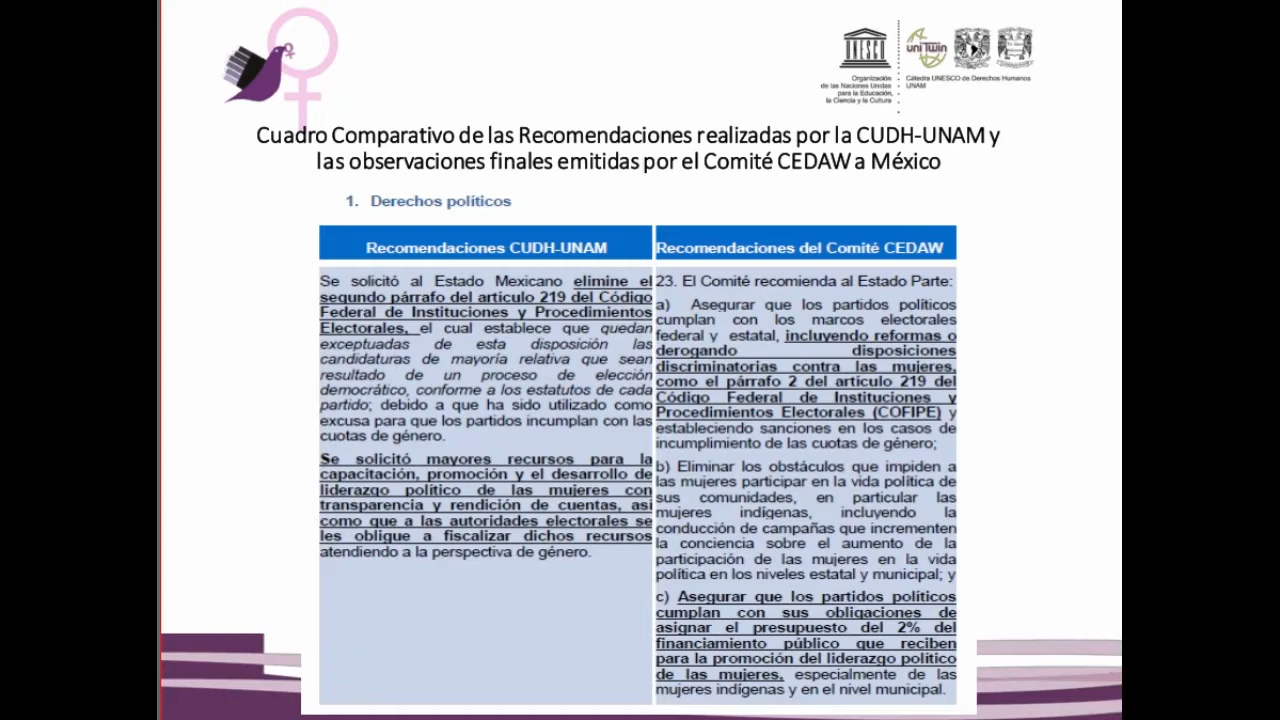 UNESCO
Organización
de las Naciones Unidas
para la Educación,
la Ciencia y la Cultura
uniTwin
Cátedra UNESCO de Derechos Humanos
UNAM
Cuadro Comparativo de las Recomendaciones realizadas por la CUDH-UNAM y
las observaciones finales emitidas por el Comité CEDAW a México
1. Derechos políticos
Recomendaciones CUDH-UNAM
Se solicitó al Estado Mexicano elimine el
segundo párrafo del artículo 219 del Código
Federal de Instituciones y Procedimientos
Electorales, el cual establece que quedan
exceptuadas de esta disposición las
candidaturas de mayoría relativa que sean
resultado de un proceso de elección
democrático, conforme a los estatutos de cada
partido; debido a que ha sido utilizado como
excusa para que los partidos incumplan con las
cuotas de género.
Se solicitó mayores recursos para la
capacitación, promoción y el desarrollo de
liderazgo político de las mujeres con
transparencia y rendición de cuentas, así
como que a las autoridades electorales se
les obligue a fiscalizar dichos recursos
atendiendo a la perspectiva de género.
Recomendaciones del Comité CEDAW
23. El Comité recomienda al Estado Parte:
a) Asegurar que los partidos políticos
cumplan con los marcos electorales
federal y estatal, incluyendo reformas o
derogando disposiciones
discriminatorias contra las mujeres,
como el párrafo 2 del artículo 219 del
Código Federal de Instituciones y
Procedimientos Electorales (COFIPE) y
estableciendo sanciones en los casos de
incumplimiento de las cuotas de género;
b) Eliminar los obstáculos que impiden a
las mujeres participar en la vida política de
sus comunidades, en particular las
mujeres indígenas, incluyendo la
conducción de campañas que incrementen
la conciencia sobre el aumento de la
participación de las mujeres en la vida
política en los niveles estatal y municipal; y
c) Asegurar que los partidos políticos
cumplan con sus obligaciones de
asignar el presupuesto del 2% del
financiamiento público que reciben
para la promoción del liderazgo político
de las mujeres, especialmente de las
mujeres indígenas y en el nivel municipal.